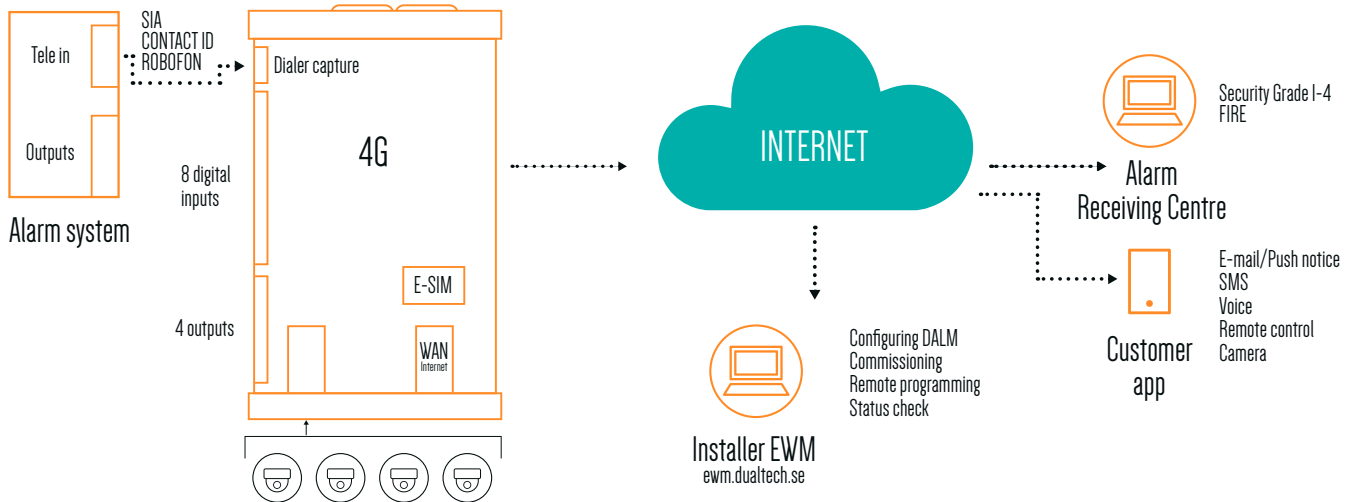 Tele in
Outputs
Alarm system
SIA
CONTACT ID
ROBOFON
Dialer capture
8 digital
inputs
4 outputs
4G
E-SIM
WAN
Internet
INTERNET
Security Grade I-4
FIRE
Alarm
Receiving Centre
E-mail/Push notice
SMS
Voice
Remote control
Camera
Customer
app
Configuring DALM
Commissioning
Remote programming
Status check
Installer EWM
ewm.dualtech.se